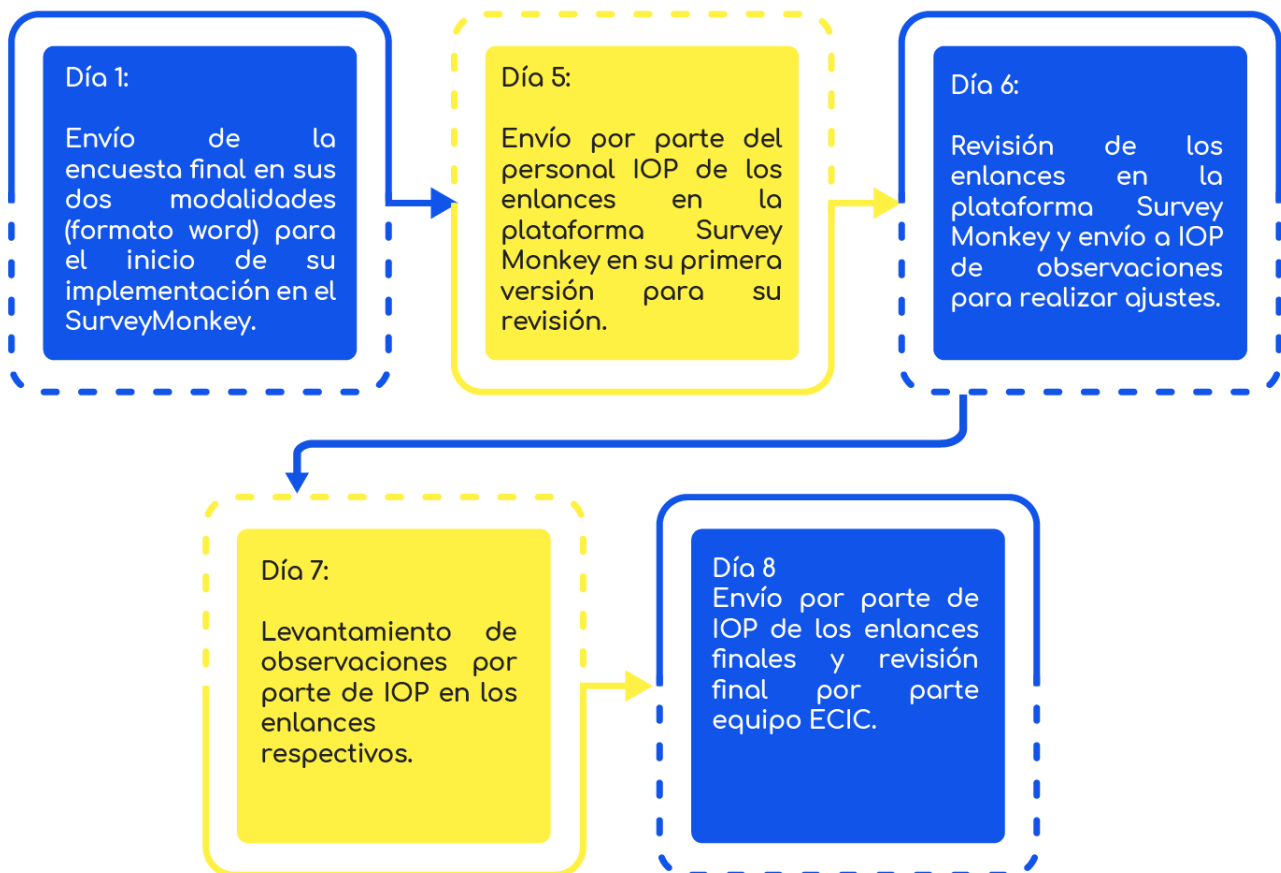 Día 1:
Envío de la
encuesta final en sus
dos modalidades
(formato word) para
el inicio de su
implementación en el
SurveyMonkey.
Día 5:
Envío por parte del
personal IOP de los
enlances en la
plataforma Survey
Monkey en su primera
versión para su
revisión.
Día 6:
Revisión de los
enlances en la
plataforma Survey
Monkey y envío a IOP
de observaciones
para realizar ajustes.
Día 7:
Levantamiento de
observaciones por
parte de IOP en los
enlances
respectivos.
Día 8
Envío por parte de
IOP de los enlances
finales y revisión
final por parte
equipo ECIC.